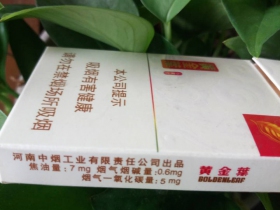 本公司提示
吸烟有害健康
请勿在禁烟场所吸烟
黄金叶
河南中烟工业有限责任公司出品
焦油量：7mg 烟气烟碱量：0.6mg
烟气一氧化碳量：5mg
黄金叶
GOLDENLEAF